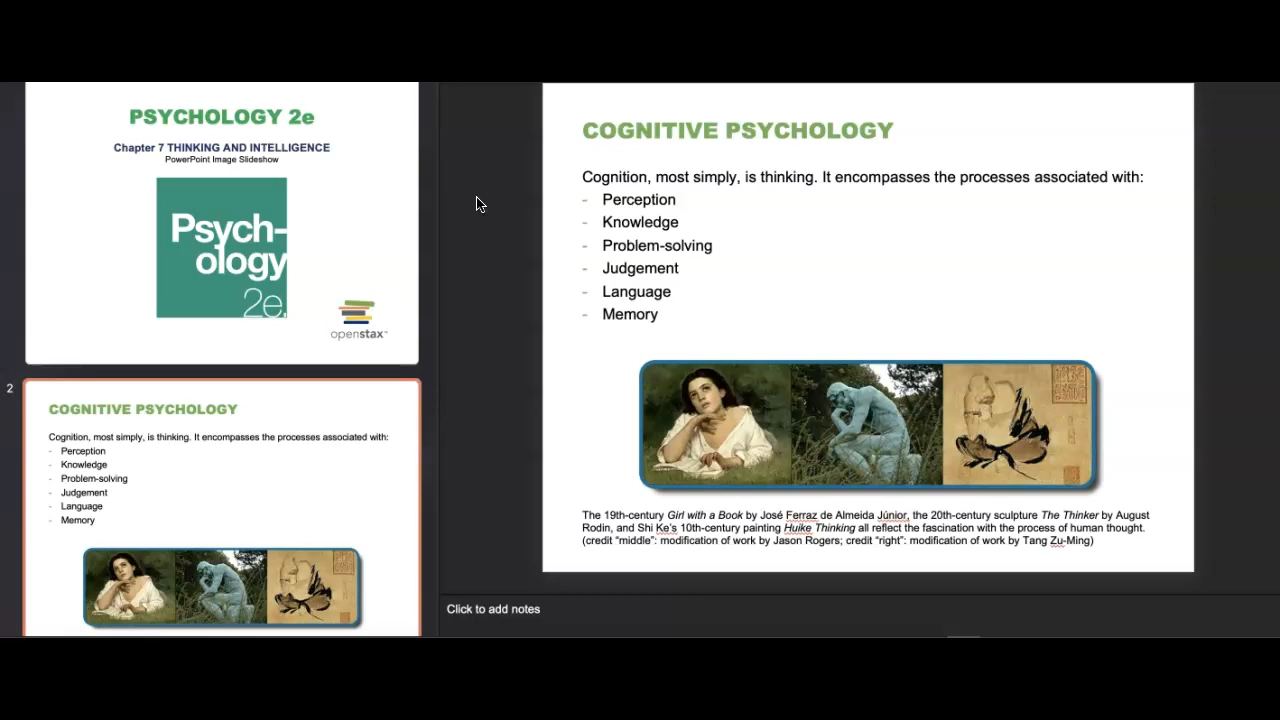 PSYCHOLOGY 2e
Chapter 7 THINKING AND INTELLIGENCE
PowerPoint Image Slideshow
Psych-
ology
2e.
openstax™
2
COGNITIVE PSYCHOLOGY
Cognition, most simply, is thinking. It encompasses the processes associated with:
- Perception
- Knowledge
- Problem-solving
- Judgement
- Language
- Memory
COGNITIVE PSYCHOLOGY
Cognition, most simply, is thinking. It encompasses the processes associated with:
- Perception
- Knowledge
- Problem-solving
- Judgement
- Language
- Memory
The 19th-century Girl with a Book by José Ferraz de Almeida Júnior, the 20th-century sculpture The Thinker by August
Rodin, and Shi Ke's 10th-century painting Huike Thinking all reflect the fascination with the process of human thought.
(credit "middle": modification of work by Jason Rogers; credit "right": modification of work by Tang Zu-Ming)
Click to add notes